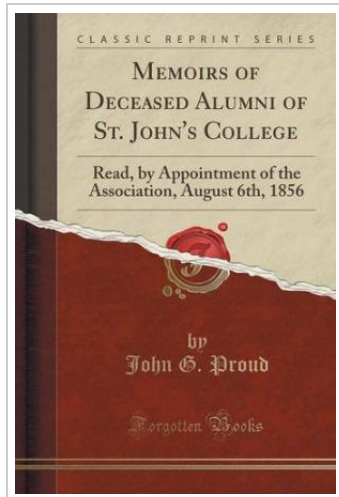 CLASSIC REPRINT SERIES
MEMOIRS OF
DECEASED ALUMNI OF
ST. JOHN'S COLLEGE
Read, by Appointment of the
Association, August 6th, 1856
by
John G. Proud
Forgotten Books